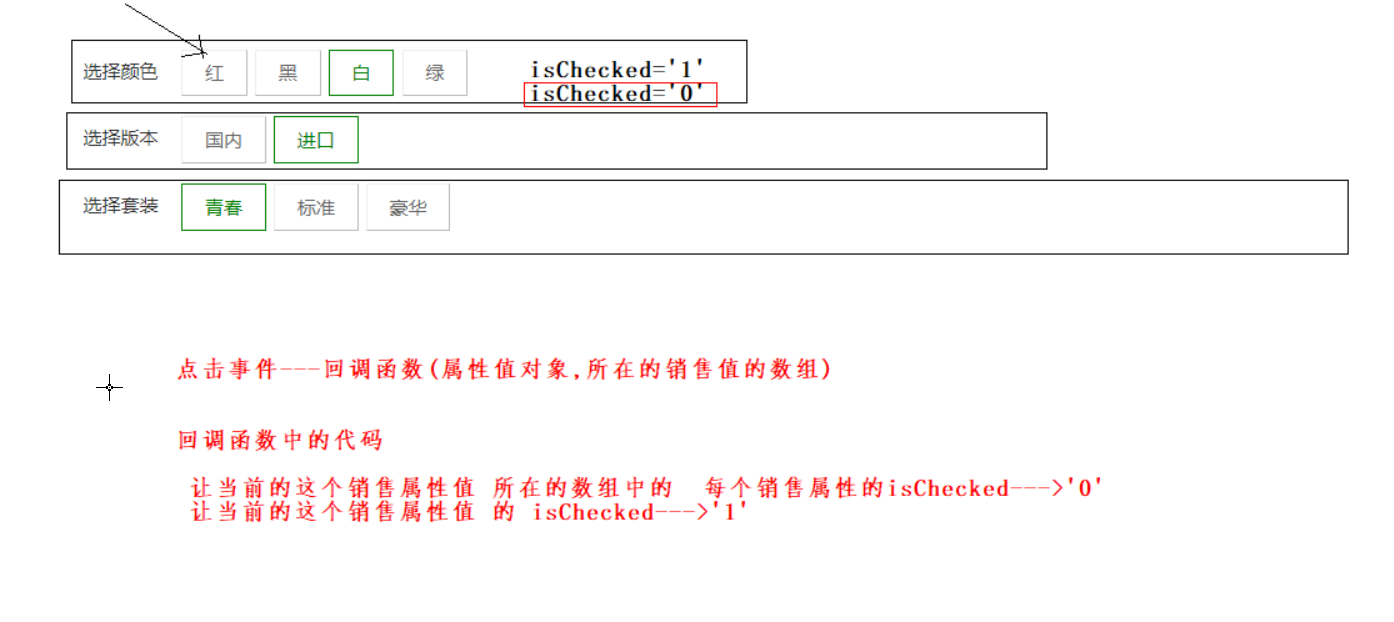 选择颜色 红 黑 白 绿 isChecked='1'
isChecked='0'
选择版本 国内 进口
选择套装 青春 标准 豪华
点击事件---回调函数(属性值对象,所在的销售值的数组)
回调函数中的代码
让当前的这个销售属性值 所在的数组中的 每个销售属性的isChecked--->'0'
让当前的这个销售属性值 的 isChecked--->'1'